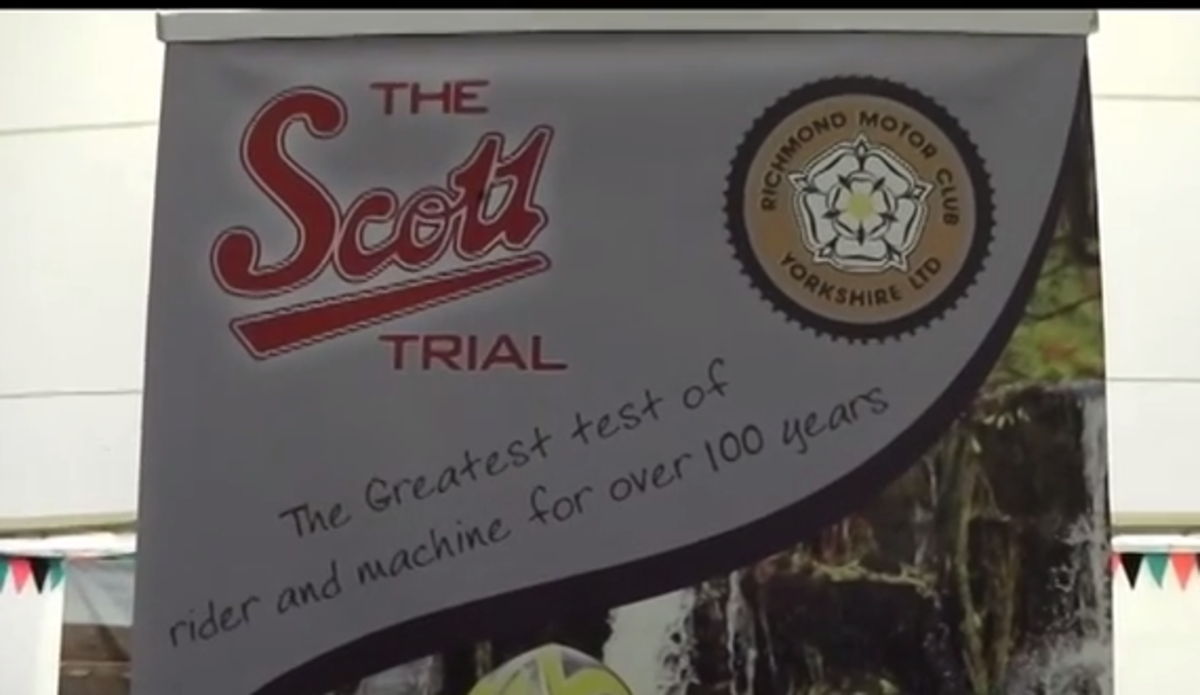 THE
Scott
TRIAL
RICHMOND MOTOR CLUB
YORKSHIRE LTD
The Greatest test of
rider and machine for over 100 years